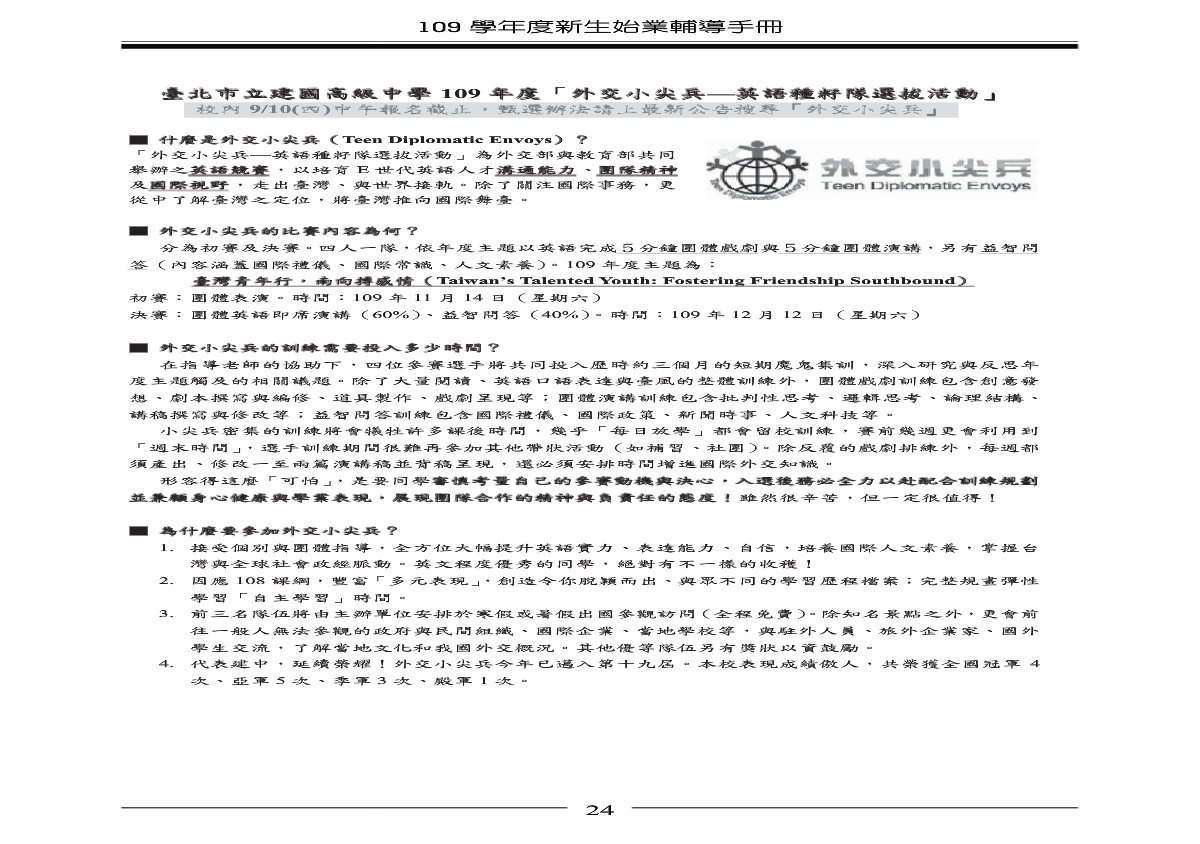 109 學年度新生始業輔導手冊
臺北市立建國高級中學 109 年度「外交小尖兵—英語種籽隊選拔活動」
校內 9/10(四)中午報名截止，甄選辦法請上最新公告搜尋「外交小尖兵」
■ 什麼是外交小尖兵（Teen Diplomatic Envoys）？
「外交小尖兵—英語種籽隊選拔活動」為外交部與教育部共同
舉辦之英語競賽，以培育 E 世代英語人才溝通能力、團隊精神
及國際視野，走出臺灣、與世界接軌。除了關注國際事務，更
從中了解臺灣之定位，將臺灣推向國際舞臺。
外交小尖兵
Teen Diplomatic Envoys
Teen Diplomatic Envoys
■ 外交小尖兵的比賽內容為何？
分為初賽及決賽。四人一隊，依年度主題以英語完成 5 分鐘團體戲劇與 5 分鐘團體演講，另有益智問
答（內容涵蓋國際禮儀、國際常識、人文素養）。109 年度主題為：
臺灣青年行，南向搏感情（Taiwan's Talented Youth: Fostering Friendship Southbound）
初賽：團體表演。時間：109 年 11 月 14 日（星期六）
決賽：團體英語即席演講（60%）、益智問答（40%）。時間：109 年 12 月 12 日（星期六）
■ 外交小尖兵的訓練需要投入多少時間？
在指導老師的協助下，四位參賽選手將共同投入歷時約三個月的短期魔鬼集訓，深入研究與反思年
度主題觸及的相關議題。除了大量閱讀、英語口語表達與臺風的整體訓練外，團體戲劇訓練包含創意發
想、劇本撰寫與編修、道具製作、戲劇呈現等；團體演講訓練包含批判性思考、邏輯思考、論理結構、
講稿撰寫與修改等；益智問答訓練包含國際禮儀、國際政策、新聞時事、人文科技等。
小尖兵密集的訓練將會犧牲許多課後時間，幾乎「每日放學」都會留校訓練，賽前幾週更會利用到
「週末時間」，選手訓練期間很難再參加其他帶狀活動（如補習、社團）。除反覆的戲劇排練外，每週都
須產出、修改一至兩篇演講稿並背稿呈現，還必須安排時間增進國際外交知識。
形容得這麼「可怕」，是要同學審慎考量自己的參賽動機與決心，入選後務必全力以赴配合訓練規劃
並兼顧身心健康與學業表現，展現團隊合作的精神與負責任的態度！雖然很辛苦，但一定很值得！
■ 為什麼要參加外交小尖兵？
1. 接受個別與團體指導，全方位大幅提升英語實力、表達能力、自信，培養國際人文素養，掌握台
灣與全球社會政經脈動。英文程度優秀的同學，絕對有不一樣的收穫！
2. 因應 108 課綱，豐富「多元表現」，創造令你脫穎而出、與眾不同的學習歷程檔案；完整規畫彈性
學習「自主學習」時間。
3. 前三名隊伍將由主辦單位安排於寒假或暑假出國參觀訪問（全程免費）。除知名景點之外，更會前
往一般人無法參觀的政府與民間組織、國際企業、當地學校等，與駐外人員、旅外企業家、國外
學生交流，了解當地文化和我國外交概況。其他優等隊伍另有獎狀以資鼓勵。
4. 代表建中，延續榮耀！外交小尖兵今年已邁入第十九屆。本校表現成績傲人，共榮獲全國冠軍 4
次、亞軍 5 次、季軍 3 次、殿軍 1 次。
24